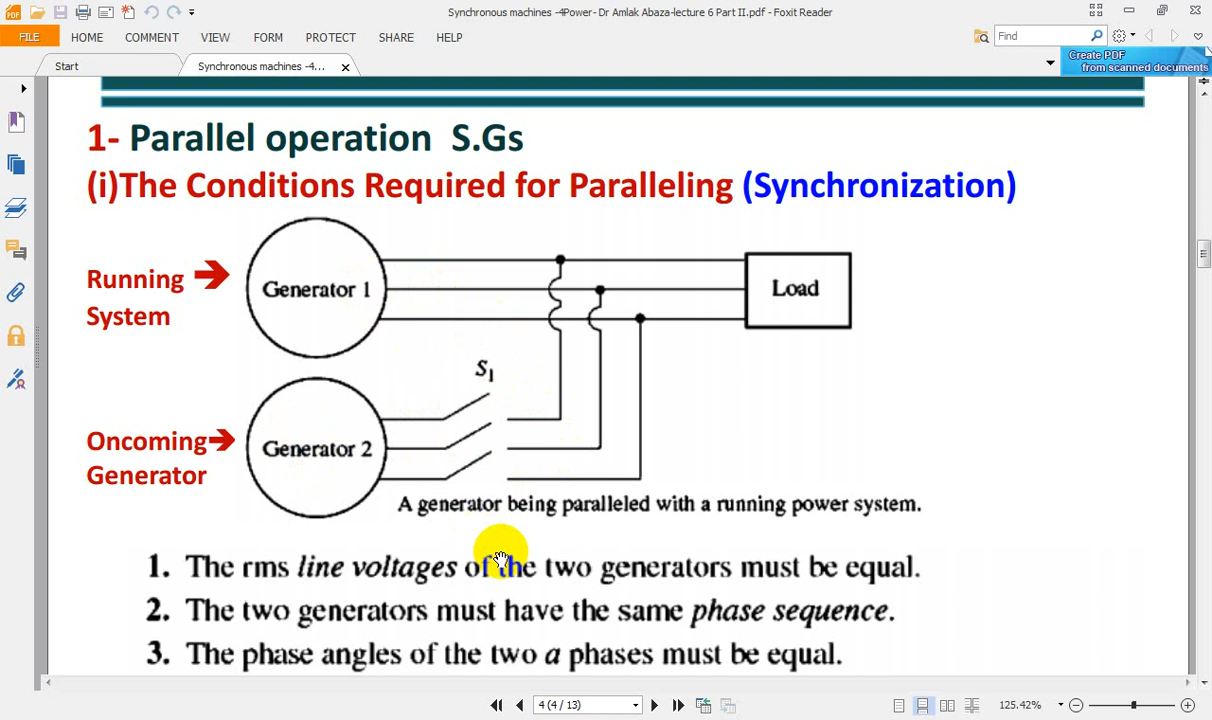 Synchronous machines -4Power- Dr Amlak Abaza-lecture 6 Part II.pdf - Foxit Reader
FILE HOME COMMENT VIEW FORM PROTECT SHARE HELP
Find
Start
Synchronous machines -4...
Create PDF
from scanned documents
1- Parallel operation S.Gs
(i)The Conditions Required for Paralleling (Synchronization)
Running
System
Generator 1
Load
S1
Oncoming
Generator
Generator 2
A generator being paralleled with a running power system.
1. The rms line voltages of the two generators must be equal.
2. The two generators must have the same phase sequence.
3. The phase angles of the two a phases must be equal.
4 (4 / 13)
125.42%